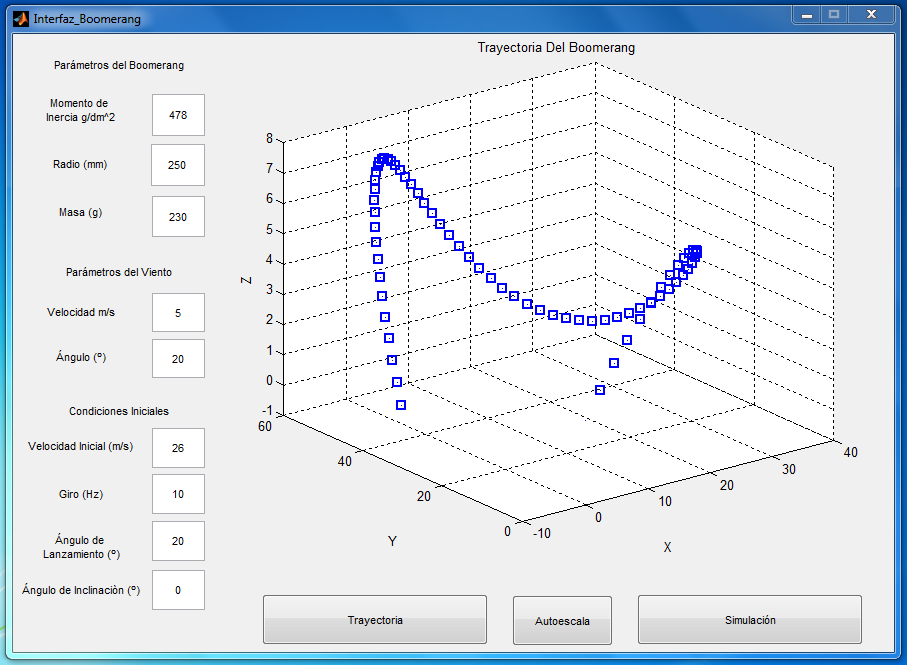 Interfaz_Boomerang
Parámetros del Boomerang
Momento de
Inercia g/dm^2
478
Radio (mm)
250
Masa (g)
230
Parámetros del Viento
Velocidad m/s
5
Ángulo (º)
20
Condiciones Iniciales
Velocidad Inicial (m/s)
26
Giro (Hz)
10
Ángulo de
Lanzamiento (º)
20
Ángulo de Inclinaciòn (º)
0
Trayectoria Del Boomerang
8
7
6
5
4
3
2
1
0
-1
Z
60
40
20
0
Y
-10
0
10
20
30
40
X
Trayectoria
Autoescala
Simulación